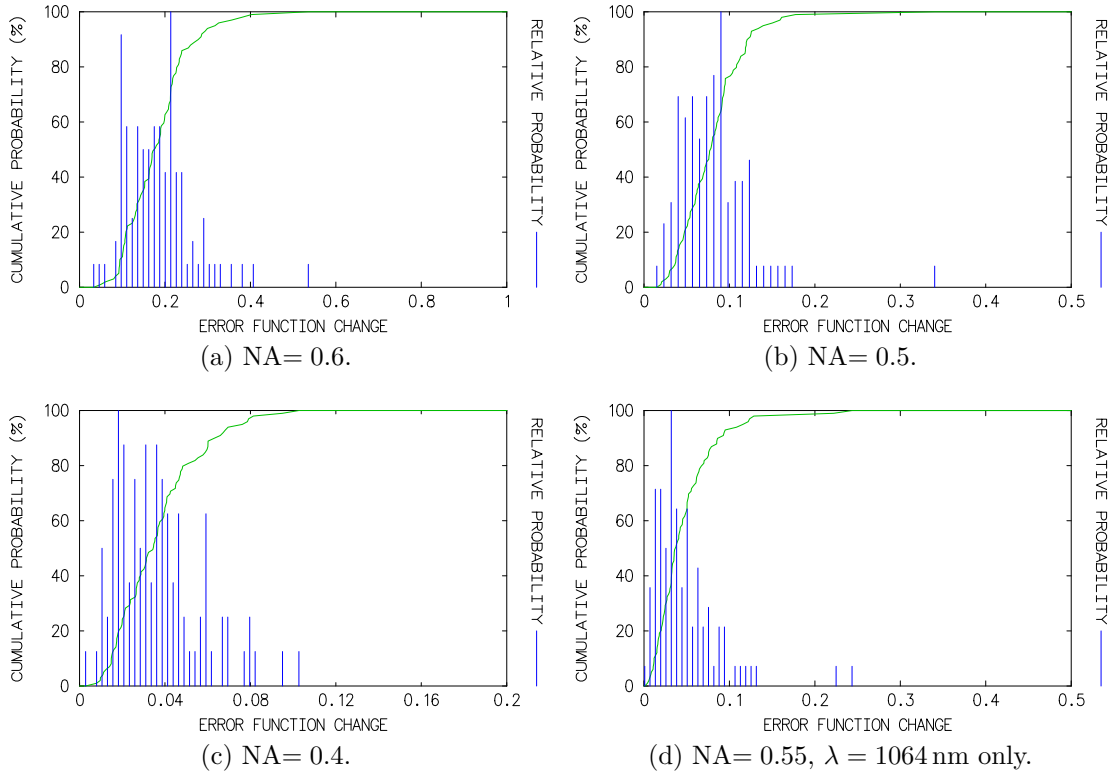 CUMULATIVE PROBABILITY (%)
100
80
60
40
20
0
0.2
0.4
0.6
0.8
1
ERROR FUNCTION CHANGE
RELATIVE PROBABILITY
(a) NA= 0.6.
CUMULATIVE PROBABILITY (%)
100
80
60
40
20
0
0
0.1
0.2
0.3
0.4
0.5
ERROR FUNCTION CHANGE
RELATIVE PROBABILITY
(b) NA= 0.5.
CUMULATIVE PROBABILITY (%)
100
80
60
40
20
0
0
0.04
0.08
0.12
0.16
0.2
ERROR FUNCTION CHANGE
RELATIVE PROBABILITY
(c) NA= 0.4.
CUMULATIVE PROBABILITY (%)
100
80
60
40
20
0
0
0.1
0.2
0.3
0.4
0.5
ERROR FUNCTION CHANGE
RELATIVE PROBABILITY
(d) NA= 0.55, λ = 1064 nm only.